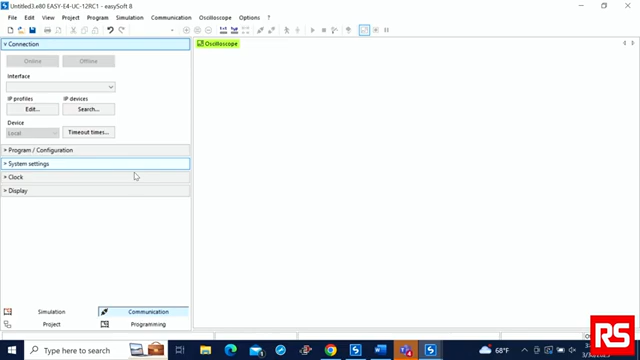 Untitled3.e80 EASY-E4-UC-12RC1 - easySoft 8
File Edit View Project Program Simulation Communication Oscilloscope Options ?
Connection
Online Offline
Interface
IP profiles IP devices
Edit... Search...
Device
Local Timeout times...
> Program / Configuration
> System settings
> Clock
> Display
Oscilloscope
Simulation Communication
Project Programming
RS
Type here to search
68°F